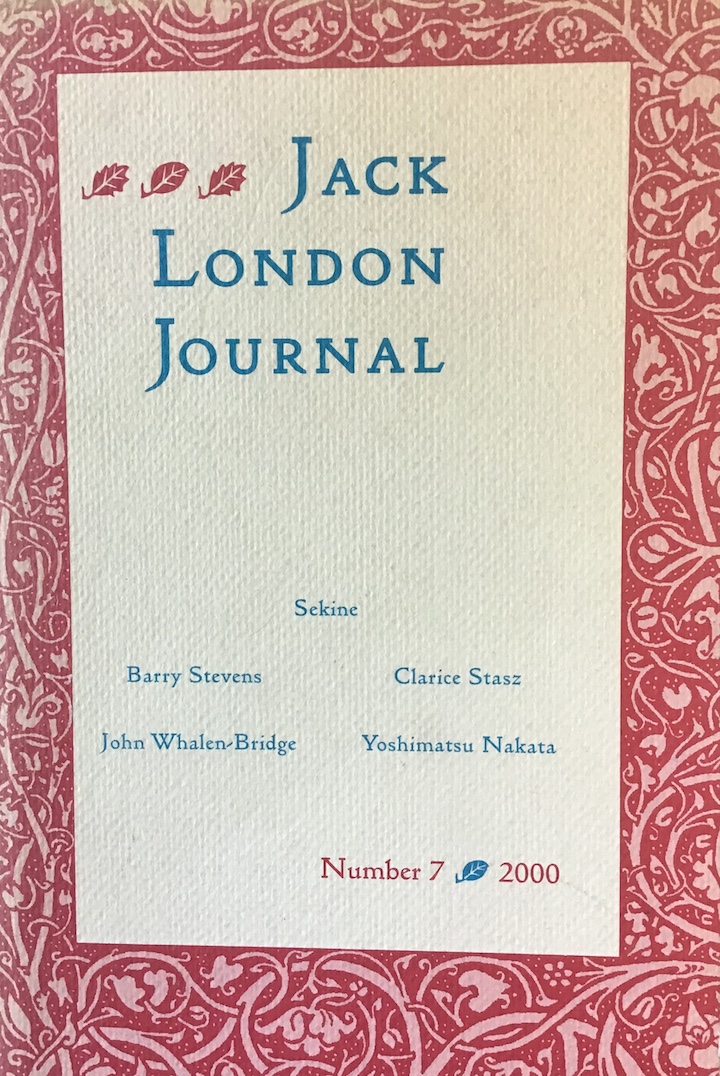 Jack
London
Journal
Sekine
Barry Stevens Clarice Stasz
John Whalen-Bridge Yoshimatsu Nakata
Number 7 2000